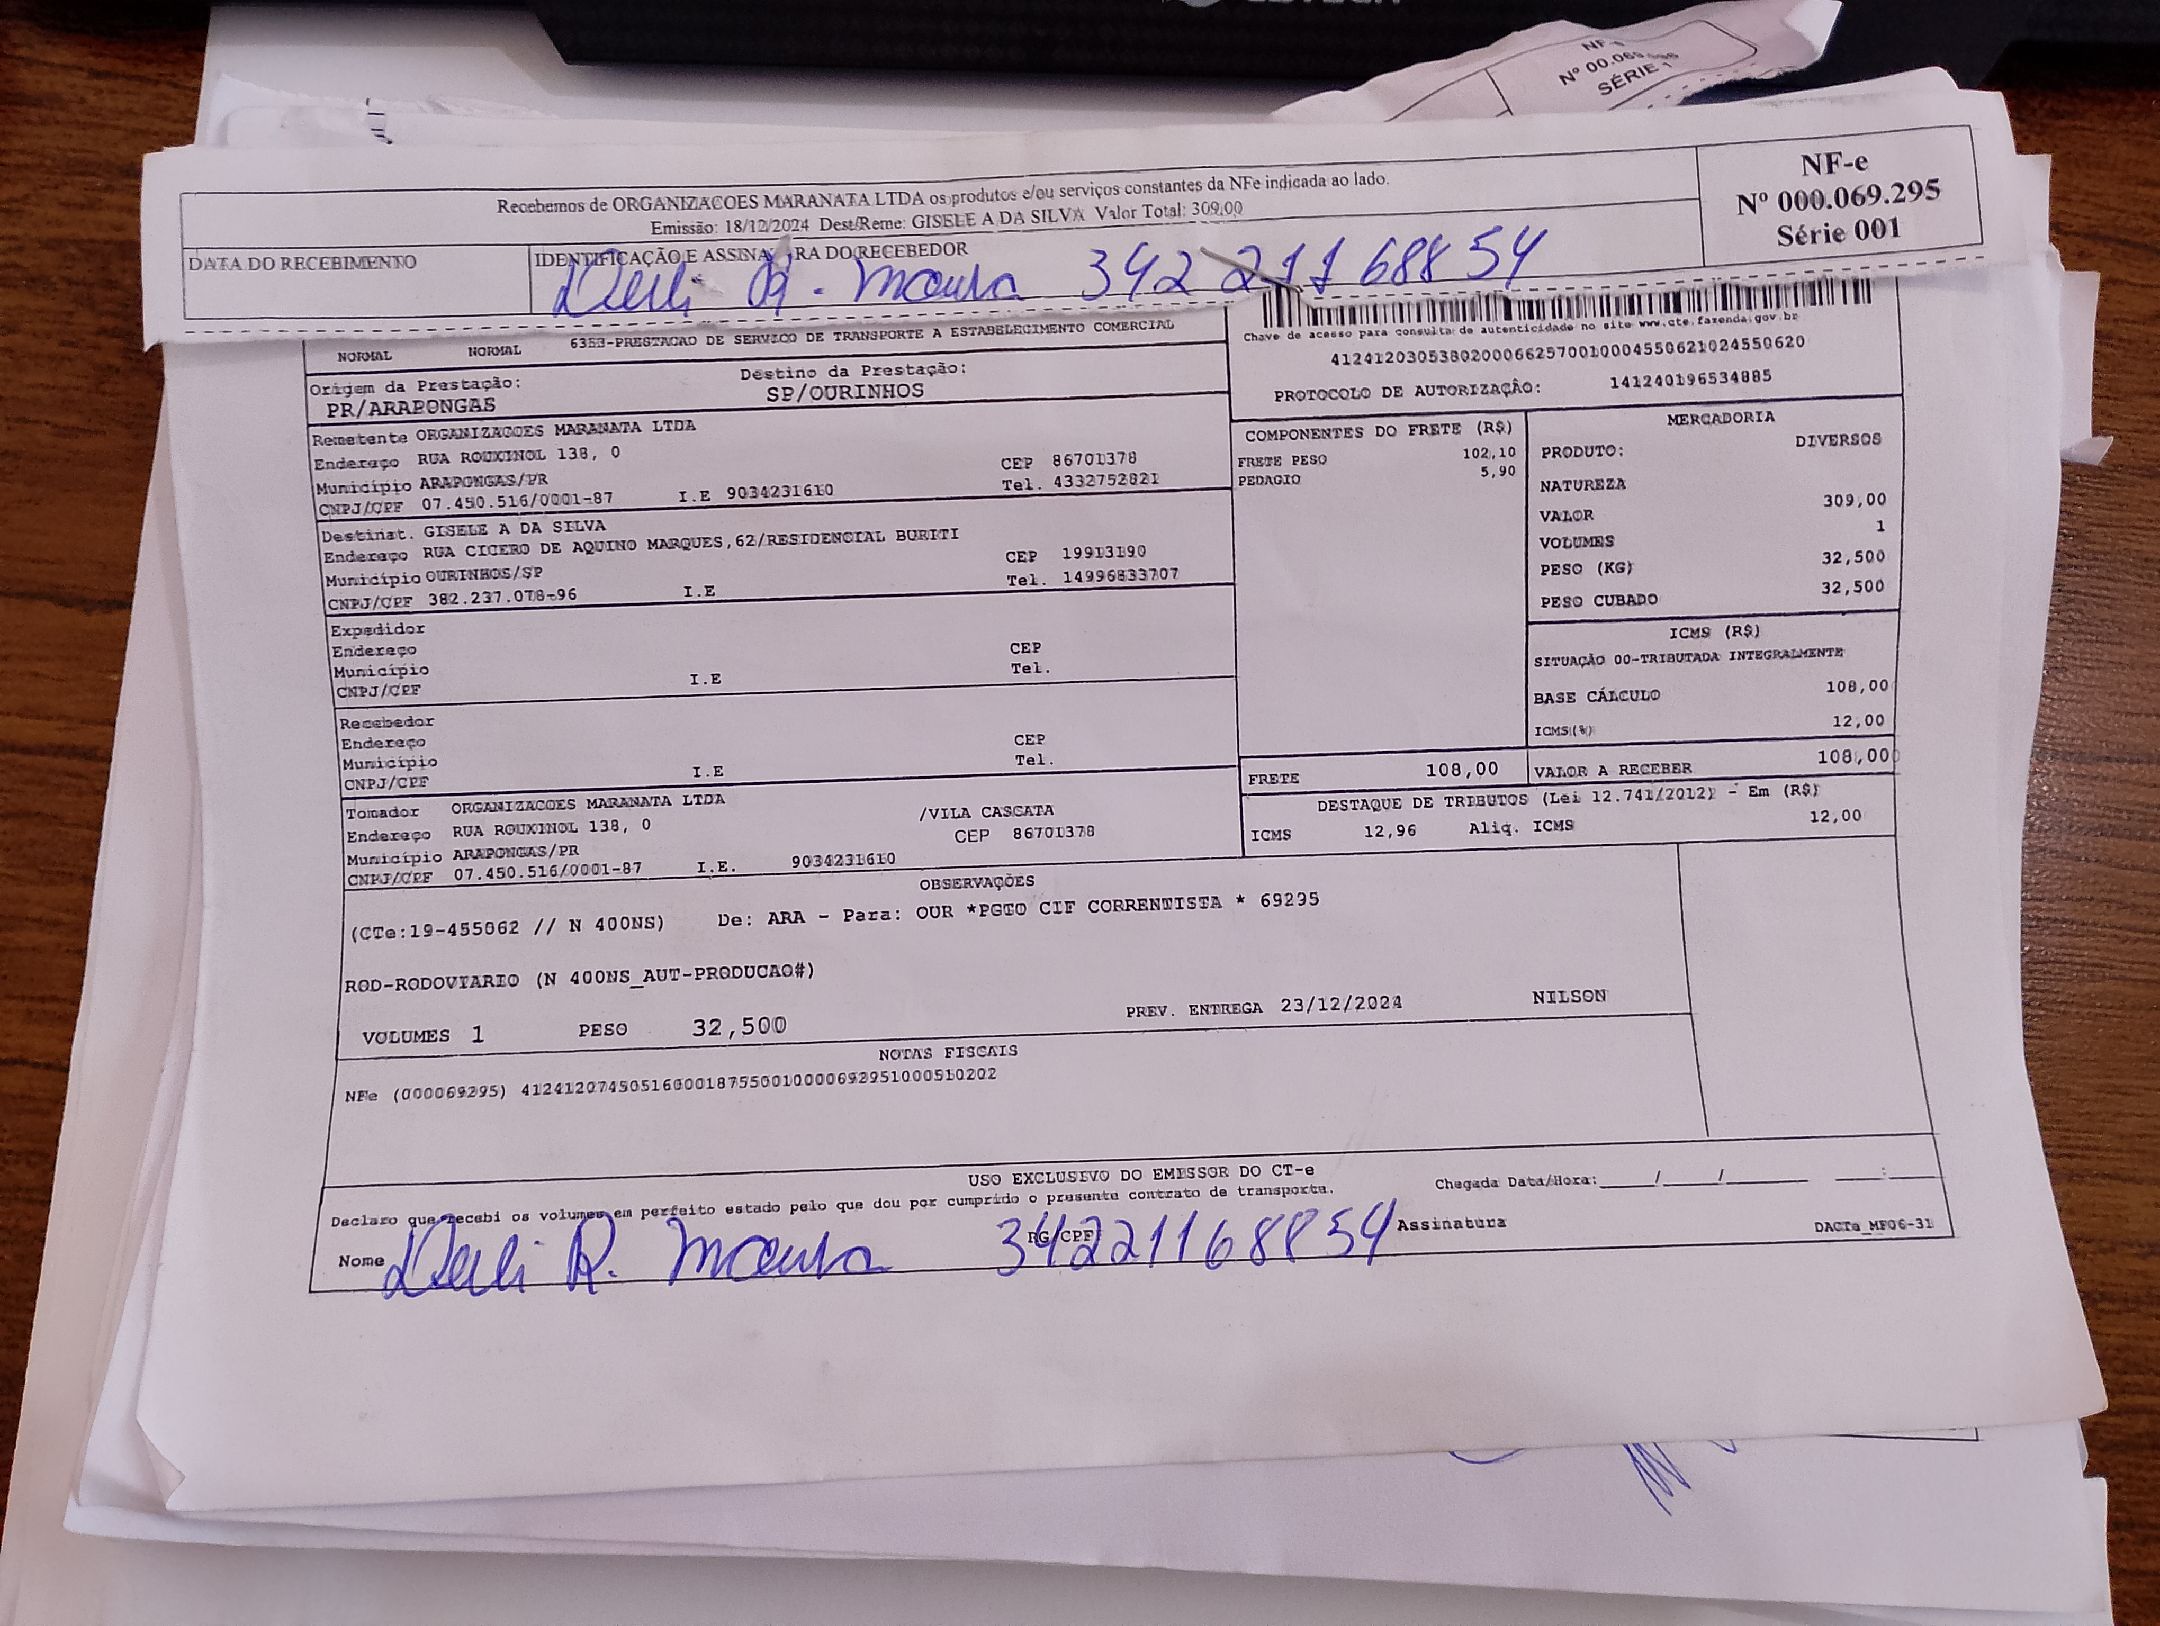 Nº 00.069.
SÉRIE 1
Recebemos de ORGANIZACOES MARANATA LTDA os produtos e/ou serviços constantes da NFe indicada ao lado.
Emissão: 18/12/2024 Dest/Reme: GISELE A DA SILVA Valor Total: 309,00
NF-e
Nº 000.069.295
Série 001
DATA DO RECEBIMENTO
IDENTIFICAÇÃO E ASSINA RA DO RECEBEDOR
R. Moura 34221168854
NORMAL NORMAL 6353-PRESTACAO DE SERVICO DE TRANSPORTE A ESTABELECIMENTO COMERCIAL
Chave de acesso para consulta de autenticidade no site www.cte.fazenda.gov.br
41241203053802000662570010004550621024550620
PROTOCOLO DE AUTORIZAÇÃO: 141240196534885
Origem da Prestação: Destino da Prestação:
PR/ARAPONGAS SP/OURINHOS
Remetente ORGANIZACOES MARANATA LTDA
Endereço RUA ROUXINOL 138, 0 CEP 86701378
Município ARAPONGAS/PR Tel. 4332752821
CNPJ/CPF 07.450.516/0001-87 I.E 9034231610
Destinat. GISELE A DA SILVA
Endereço RUA CICERO DE AQUINO MARQUES,62/RESIDENCIAL BURITI
Município OURINHOS/SP CEP 19913190
CNPJ/CPF 382.237.078-96 I.E Tel. 14996833707
Expedidor
Endereço CEP
Município Tel.
CNPJ/CPF I.E
Recebedor
Endereço CEP
Município Tel.
CNPJ/CPF I.E
Tomador ORGANIZACOES MARANATA LTDA
Endereço RUA ROUXINOL 138, 0 /VILA CASCATA
Município ARAPONGAS/PR CEP 86701378
CNPJ/CPF 07.450.516/0001-87 I.E. 9034231610
COMPONENTES DO FRETE (R$)
FRETE PESO 102,10
PEDAGIO 5,90
MERCADORIA
PRODUTO: DIVERSOS
NATUREZA
VALOR 309,00
VOLUMES 1
PESO (KG) 32,500
PESO CUBADO 32,500
ICMS (R$)
SITUAÇÃO 00-TRIBUTADA INTEGRALMENTE
BASE CÁLCULO 108,00
ICMS(%) 12,00
FRETE 108,00 VALOR A RECEBER 108,00
DESTAQUE DE TRIBUTOS (Lei 12.741/2012) - Em (R$)
ICMS 12,96 Aliq. ICMS 12,00
OBSERVAÇÕES
(CTe:19-455062 // N 400NS) De: ARA - Para: OUR *PGTO CIF CORRENTISTA * 69295
ROD-RODOVIARIO (N 400NS_AUT-PRODUCAO#)
VOLUMES 1 PESO 32,500 PREV. ENTREGA 23/12/2024 NILSON
NOTAS FISCAIS
NFe (000069295) 41241207450516000187550010000692951000510202
USO EXCLUSIVO DO EMISSOR DO CT-e
Declaro que recebi os volumes em perfeito estado pelo que dou por cumprido o presente contrato de transporte.
Chegada Data/Hora:____/____/____ ___:___
Nome R. Moura RG/CPF 34221168854 Assinatura
DACTe_MF06-31